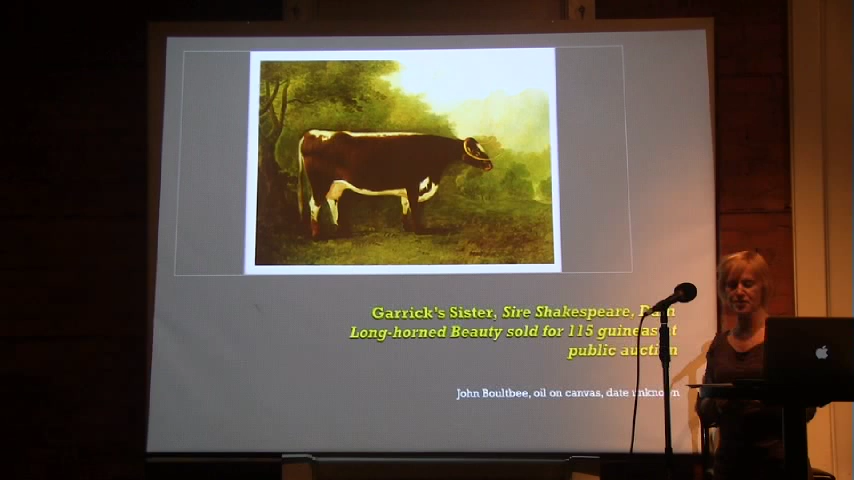 Garrick's Sister, Sire Shakespeare,
Long-horned Beauty sold for 115 guineas at
public auction
John Boultbee, oil on canvas, date unknown